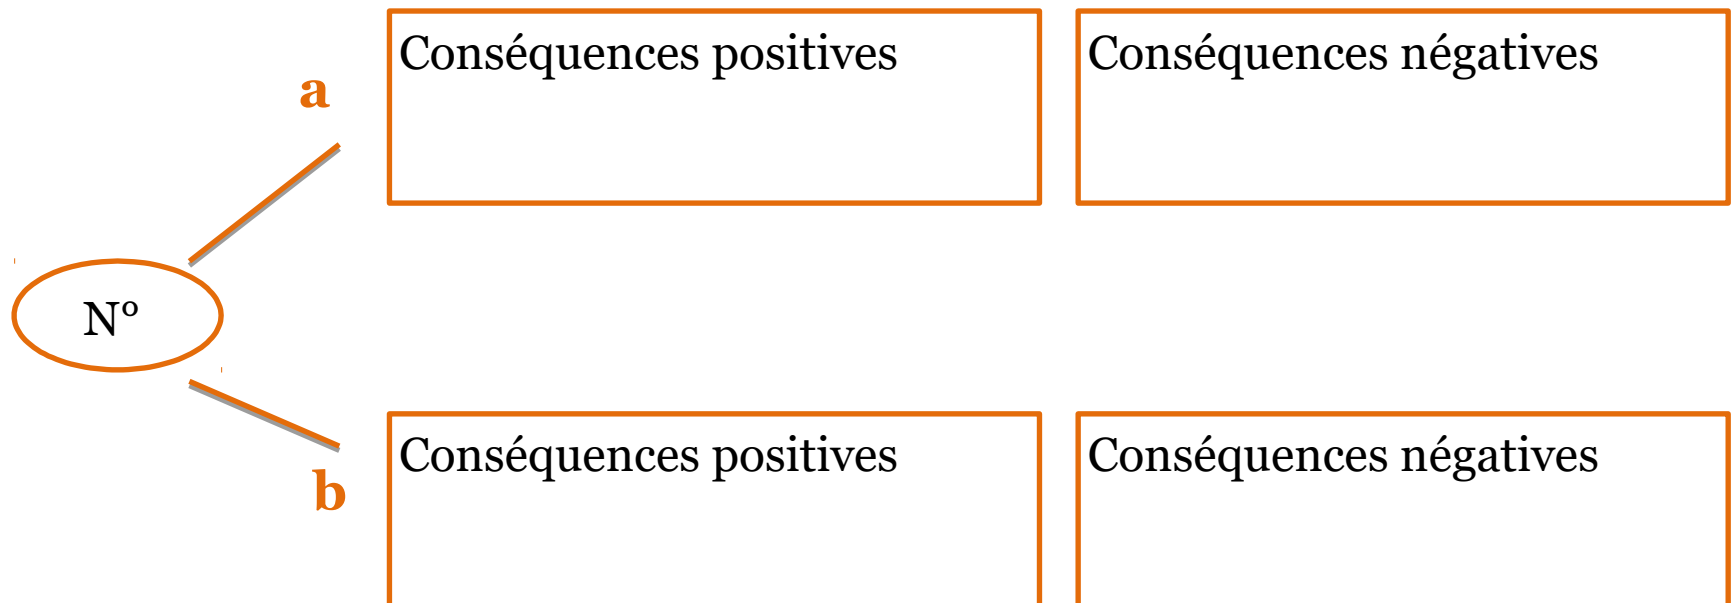 Conséquences positives
Conséquences négatives
a
N°
Conséquences positives
Conséquences négatives
b